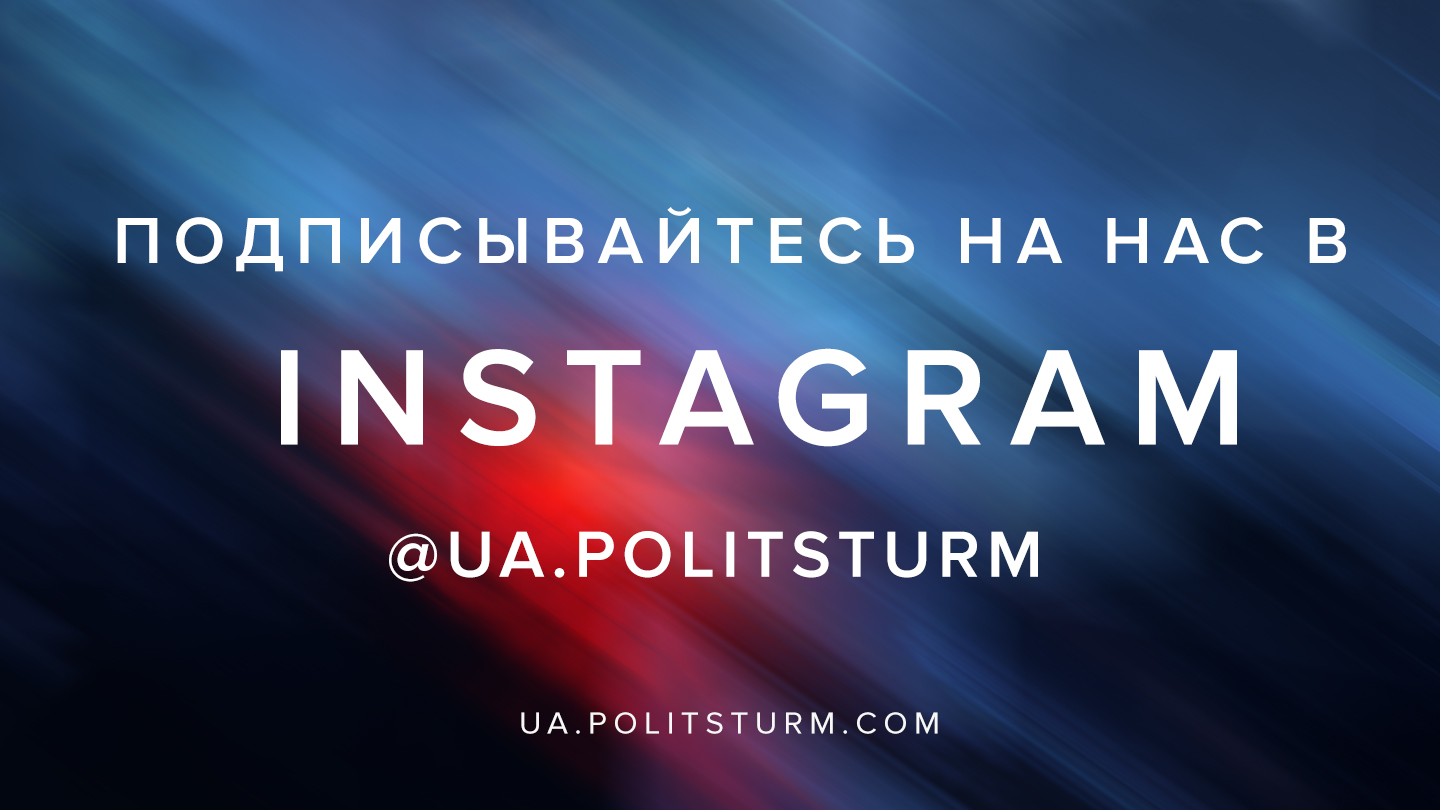 ПОДПИСЫВАЙТЕСЬ НА НАС В
INSTAGRAM
@UA.POLITSTURM
UA.POLITSTURM.COM